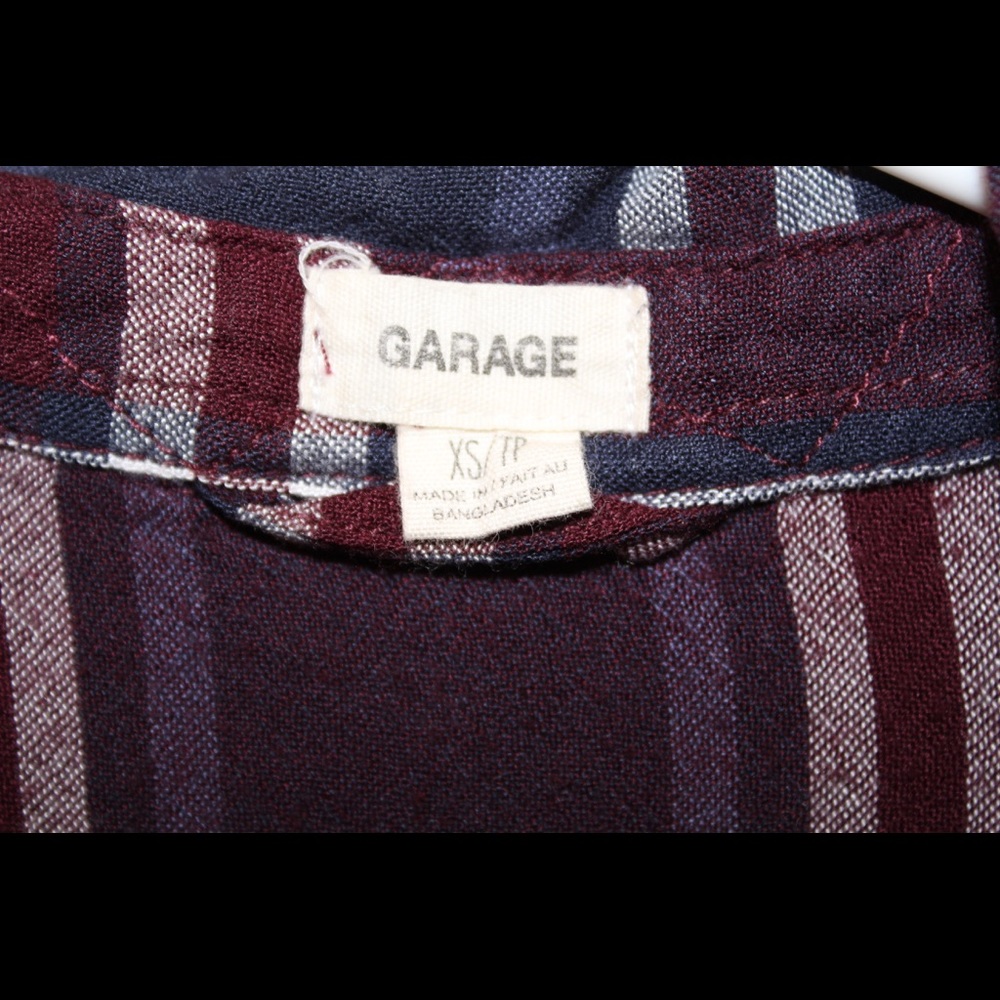 GARAGE
XS/TP
MADE IN / FAIT AU
BANGLADESH